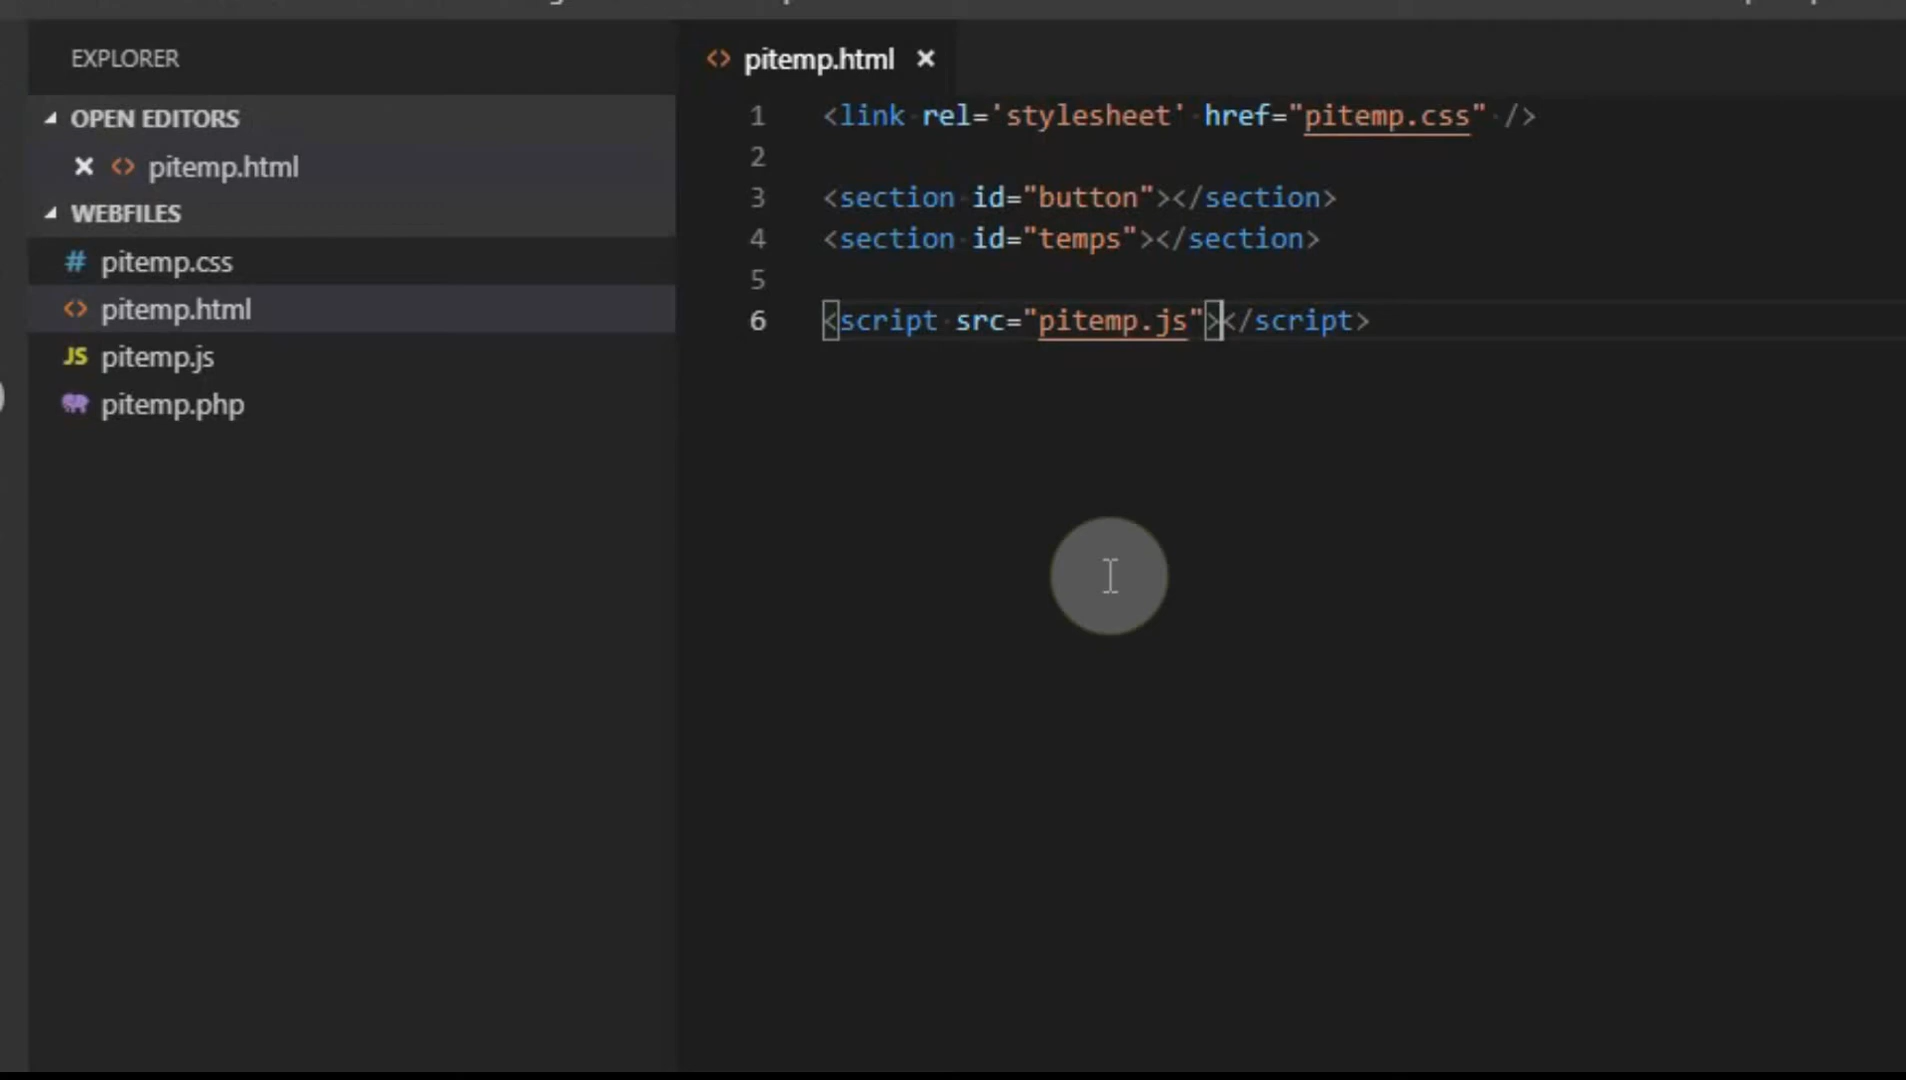 EXPLORER
OPEN EDITORS
pitemp.html
WEBFILES
# pitemp.css
<> pitemp.html
JS pitemp.js
pitemp.php
<> pitemp.html ×
1 <link rel='stylesheet' href="pitemp.css" />
2
3 <section id="button"></section>
4 <section id="temps"></section>
5
6 <script src="pitemp.js"></script>